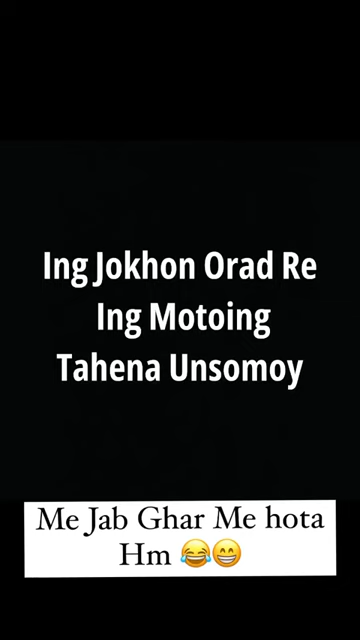 Ing Jokhon Orad Re
Ing Motoing
Tahena Unsomoy
Me Jab Ghar Me hota
Hm 😂😁